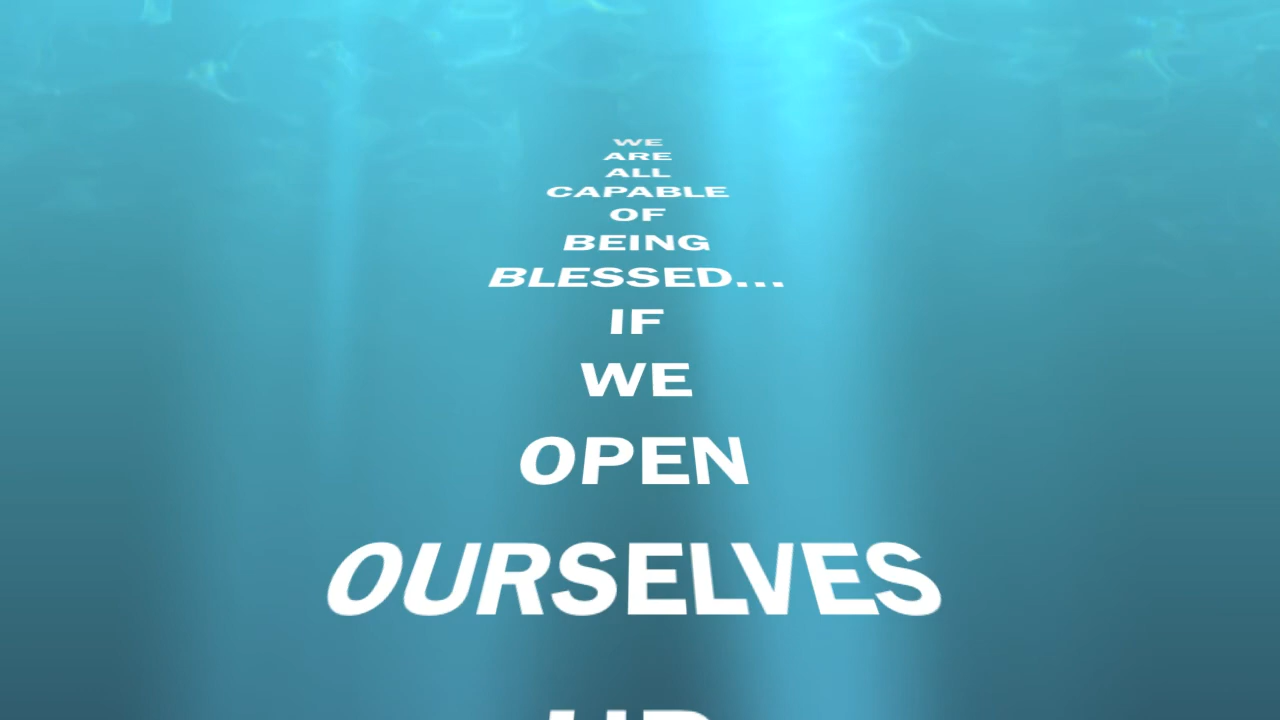 WE
ARE
ALL
CAPABLE
OF
BEING
BLESSED...
IF
WE
OPEN
OURSELVES